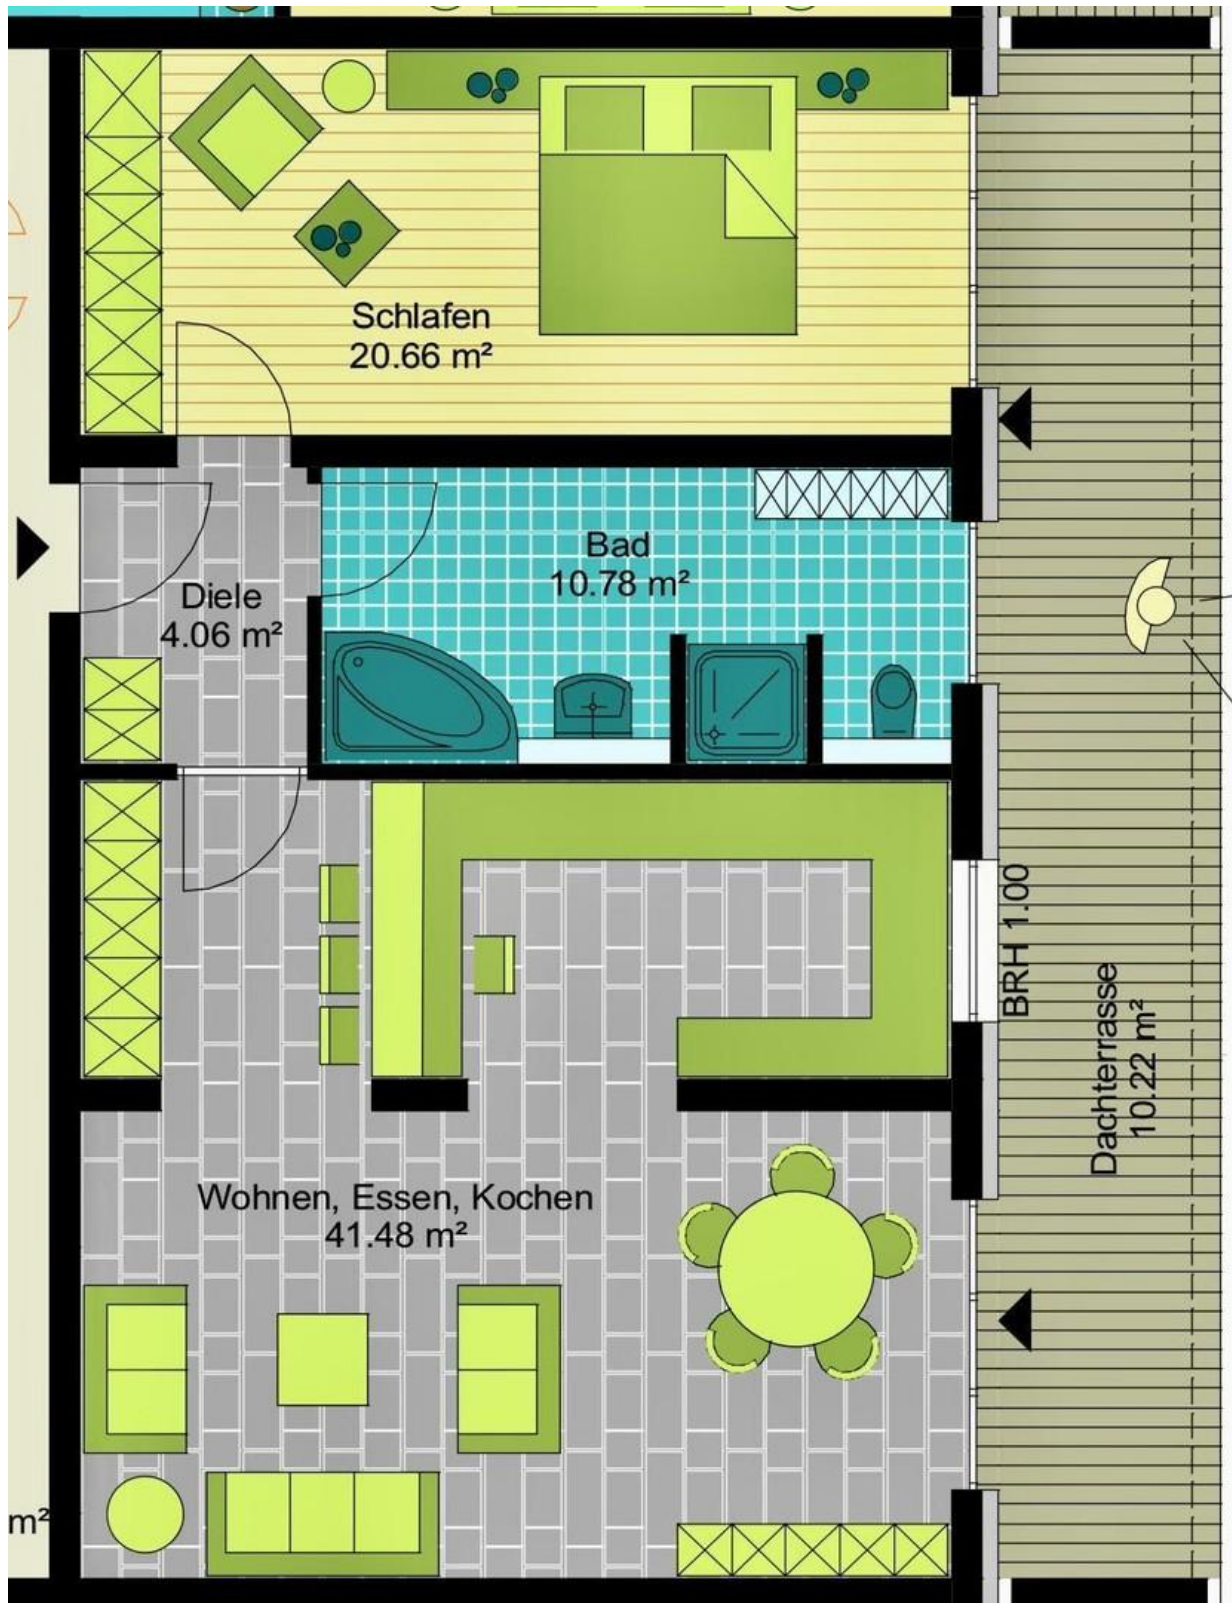 Schlafen
20.66 m²
Bad
10.78 m²
Diele
4.06 m²
BRH 1.00
Dachterrasse
10.22 m²
Wohnen, Essen, Kochen
41.48 m²
m²